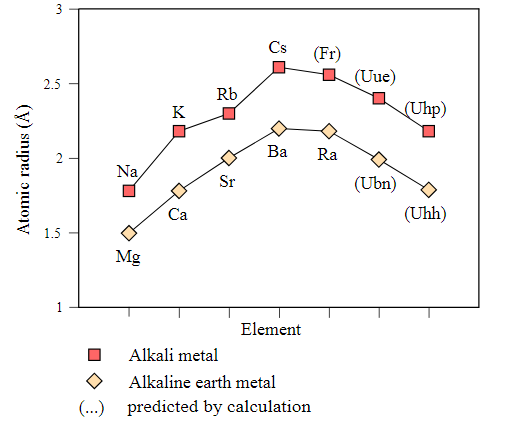 3
2.5
2
1.5
1
Atomic radius (Å)
Cs
(Fr)
(Uue)
(Uhp)
Rb
K
Na
Mg
Ca
Sr
Ba
Ra
(Ubn)
(Uhh)
Element
Alkali metal
Alkaline earth metal
(...) predicted by calculation